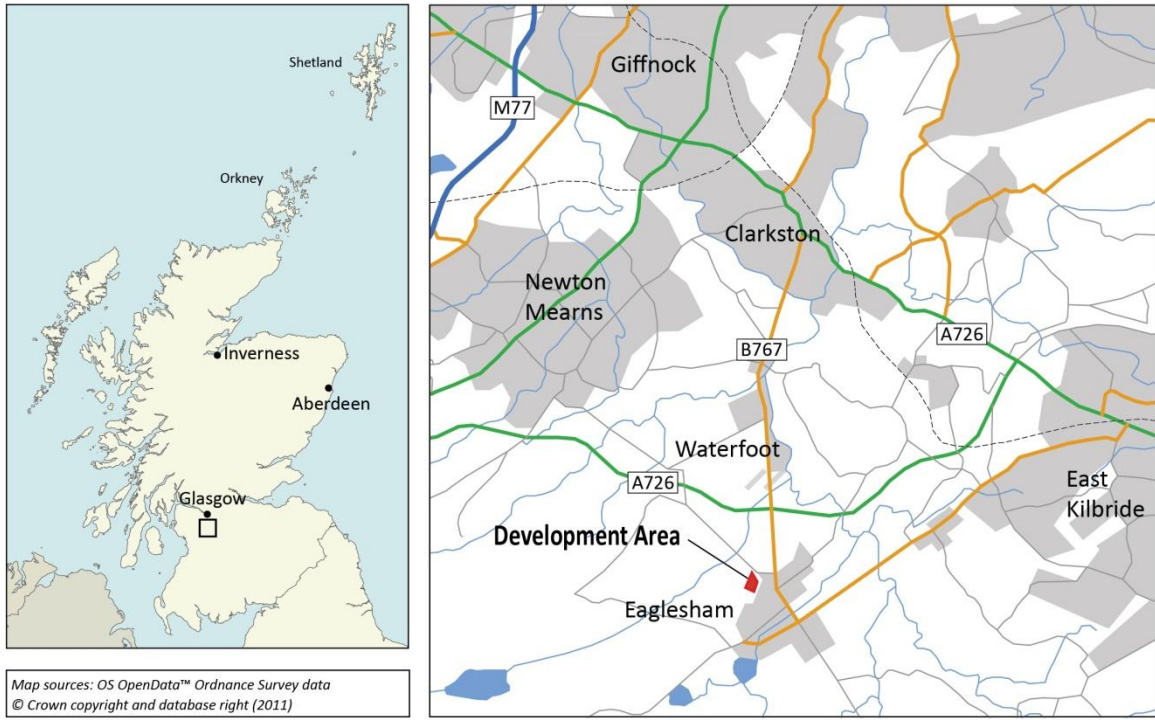 Shetland
Orkney
Inverness
Aberdeen
Glasgow
Map sources: OS OpenData™ Ordnance Survey data
© Crown copyright and database right (2011)
Giffnock
M77
Clarkston
Newton
Mearns
B767
A726
Waterfoot
A726
East
Kilbride
Development Area
Eaglesham